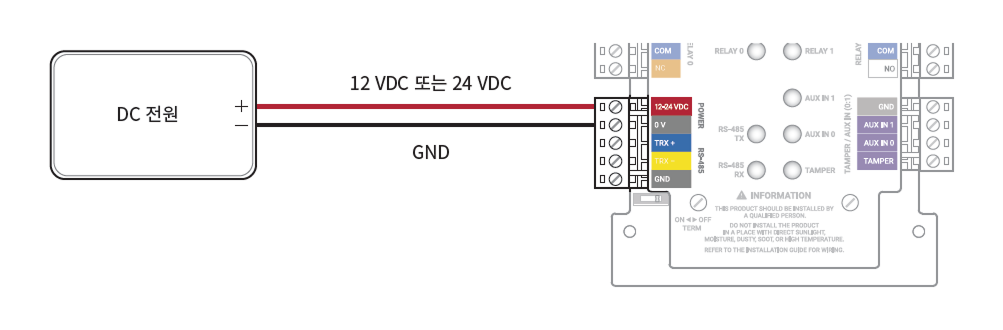 DC 전원
+
−
12 VDC 또는 24 VDC
GND
COM
NC
RELAY 0
RELAY 0
RELAY 1
RELAY
COM
NO
12-24 VDC
0 V
TRX +
TRX -
GND
POWER
RS-485
AUX IN 1
RS-485
TX
AUX IN 0
RS-485
RX
TAMPER
TAMPER / AUX IN (0:1)
GND
AUX IN 1
AUX IN 0
TAMPER
INFORMATION
THIS PRODUCT SHOULD BE INSTALLED BY
A QUALIFIED PERSON.
DO NOT INSTALL THE PRODUCT
IN A PLACE WITH DIRECT SUNLIGHT,
MOISTURE, DUSTY, SOOT, OR HIGH TEMPERATURE.
REFER TO THE INSTALLATION GUIDE FOR WIRING.
ON ◀▶ OFF
TERM